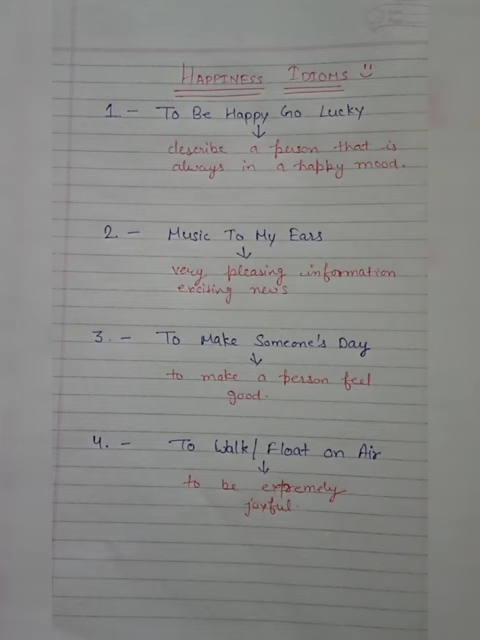 HAPPINESS IDIOMS
1. - To Be Happy Go Lucky
describe a person that is
always in a happy mood.
2. - Music To My Ears
very pleasing information
exciting news
3. - To Make Someone's Day
to make a person feel
good.
4. - To Walk/Float on Air
to be extremely
joyful.